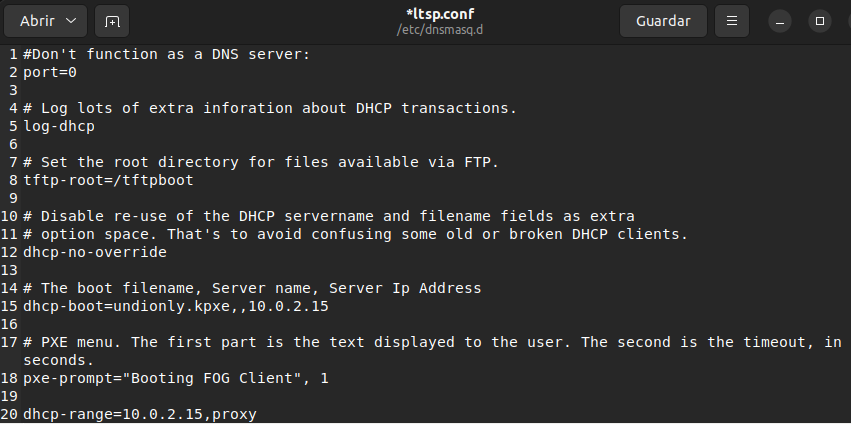 Abrir
*ltsp.conf
/etc/dnsmasq.d
Guardar
1 #Don't function as a DNS server:
2 port=0
3
4 # Log lots of extra inforation about DHCP transactions.
5 log-dhcp
6
7 # Set the root directory for files available via FTP.
8 tftp-root=/tftpboot
9
10 # Disable re-use of the DHCP servername and filename fields as extra
11 # option space. That's to avoid confusing some old or broken DHCP clients.
12 dhcp-no-override
13
14 # The boot filename, Server name, Server Ip Address
15 dhcp-boot=undionly.kpxe,,10.0.2.15
16
17 # PXE menu. The first part is the text displayed to the user. The second is the timeout, in
seconds.
18 pxe-prompt="Booting FOG Client", 1
19
20 dhcp-range=10.0.2.15,proxy